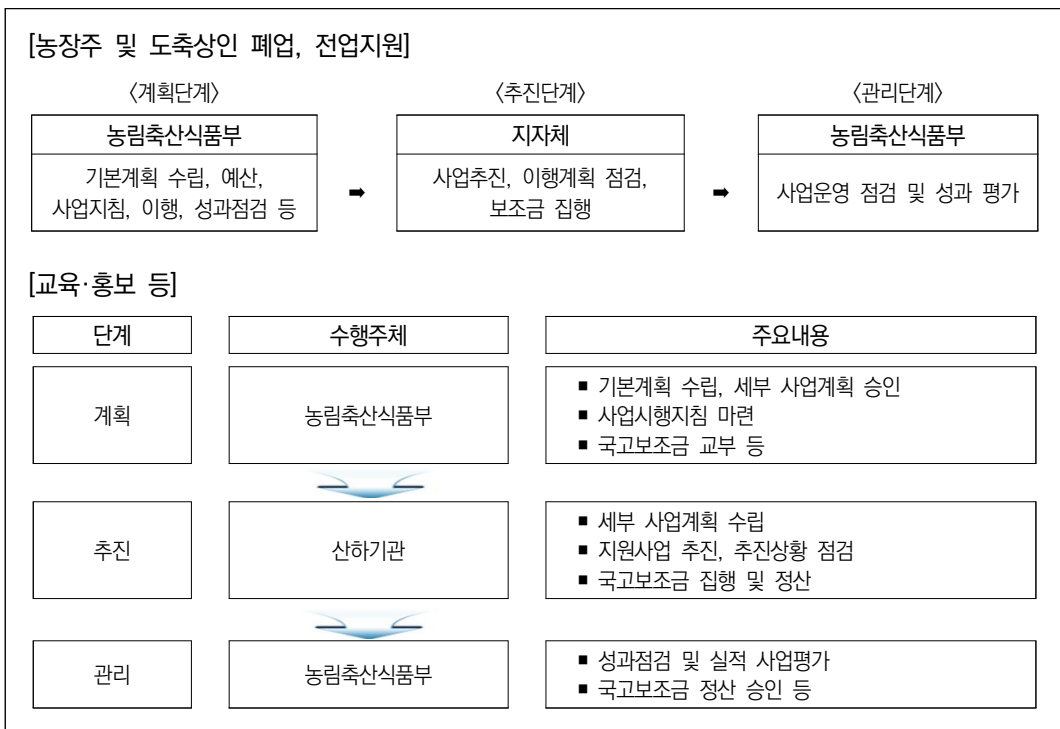 [농장주 및 도축상인 폐업, 전업지원]
〈계획단계〉 〈추진단계〉 〈관리단계〉
농림축산식품부 지자체 농림축산식품부
기본계획 수립, 예산,
사업지침, 이행, 성과점검 등
➡
사업추진, 이행계획 점검,
보조금 집행
➡
사업운영 점검 및 성과 평가
[교육·홍보 등]
단계 수행주체 주요내용
계획
농림축산식품부
▪ 기본계획 수립, 세부 사업계획 승인
▪ 사업시행지침 마련
▪ 국고보조금 교부 등
추진
산하기관
▪ 세부 사업계획 수립
▪ 지원사업 추진, 추진상황 점검
▪ 국고보조금 집행 및 정산
관리
농림축산식품부
▪ 성과점검 및 실적 사업평가
▪ 국고보조금 정산 승인 등